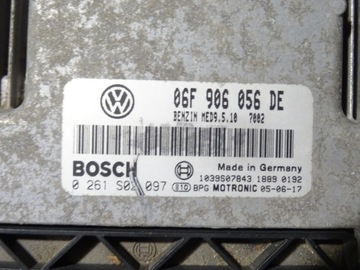 06F 906 056 DE
BENZIN MED9.5.10 7002
BOSCH
Made in Germany
1039S07843 1889 0192
0 261 S02 097 BPG MOTRONIC 05-06-17